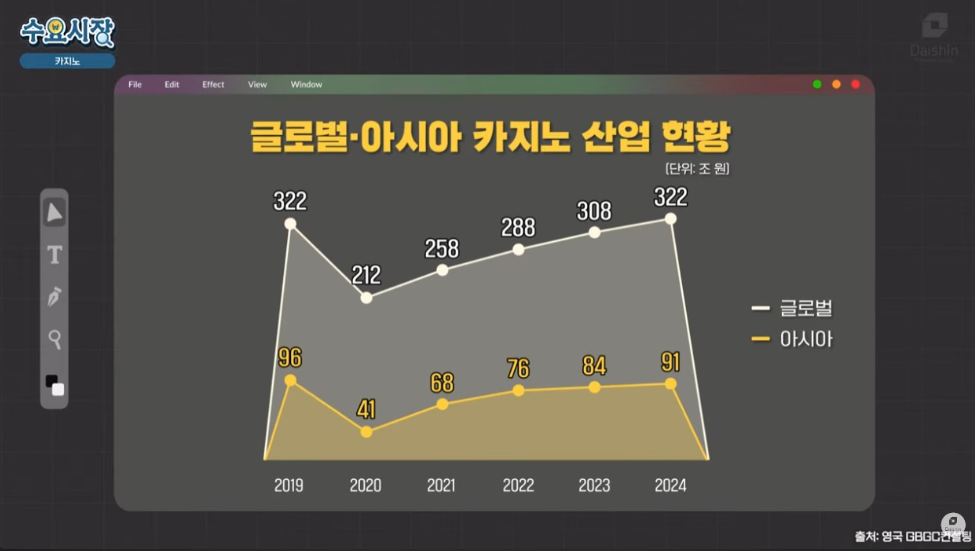 수요시장
카지노
Daishin
File Edit Effect View Window
글로벌·아시아 카지노 산업 현황
(단위: 조 원)
322
212
258
288
308
322
96
41
68
76
84
91
글로벌
아시아
2019 2020 2021 2022 2023 2024
T
출처: 영국 GBGC컨설팅